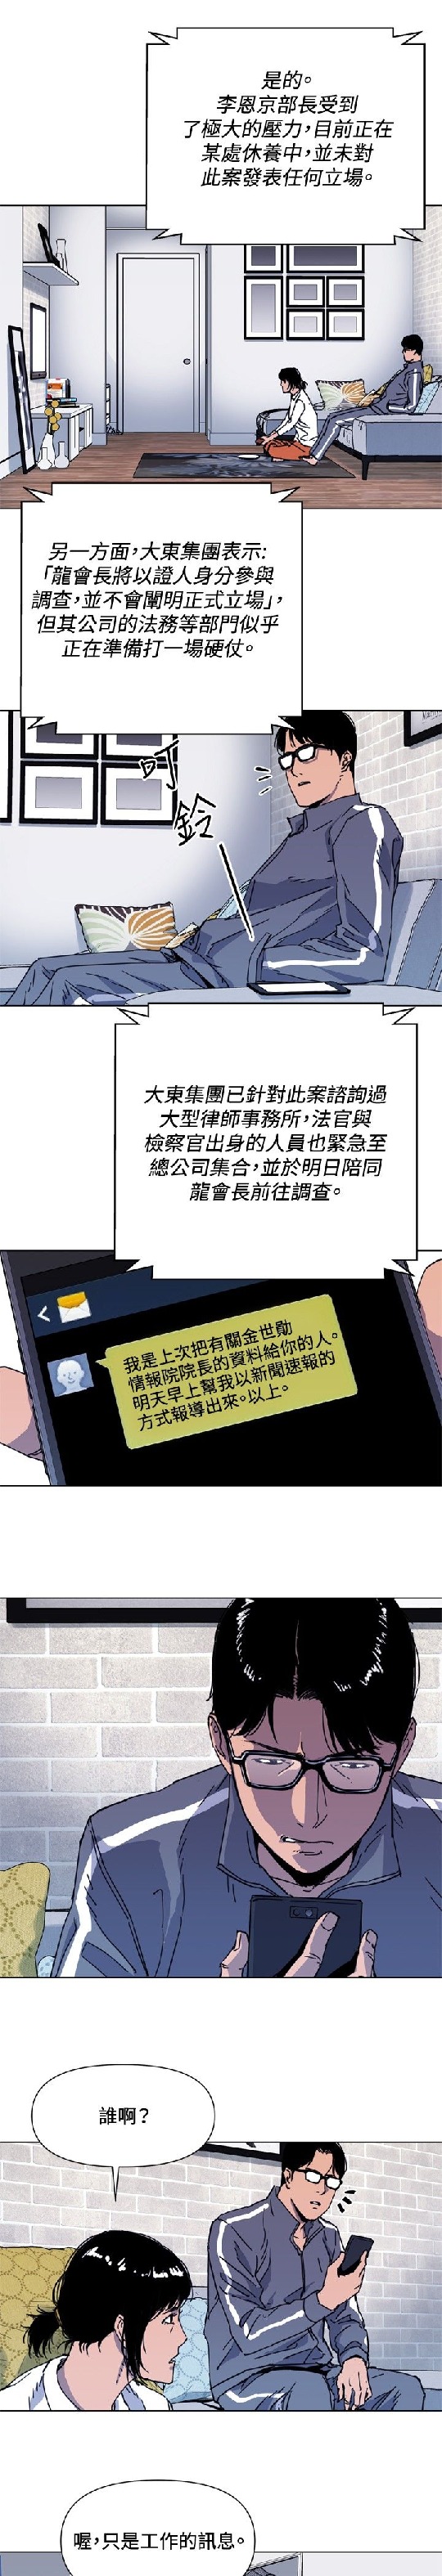 是的。
李恩京部長受到
了極大的壓力，目前正在
某處休養中，並未對
此案發表任何立場。
另一方面，大東集團表示:
「龍會長將以證人身分參與
調查，並不會闡明正式立場」，
但其公司的法務等部門似乎
正在準備打一場硬仗。
叮
鈴
大東集團已針對此案諮詢過
大型律師事務所，法官與
檢察官出身的人員也緊急至
總公司集合，並於明日陪同
龍會長前往調查。
我是上次把有關金世勳
情報院院長的資料給你的人。
明天早上幫我以新聞速報的
方式報導出來。以上。
誰啊？
喔，只是工作的訊息。